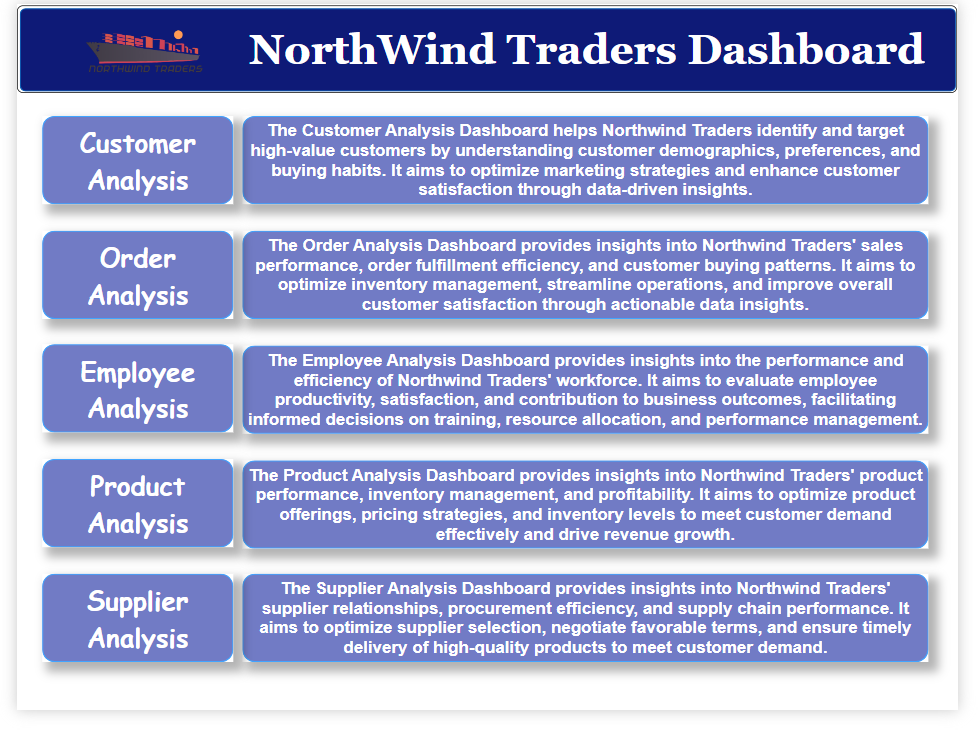 NORTHWIND TRADERS
NorthWind Traders Dashboard
Customer
Analysis
The Customer Analysis Dashboard helps Northwind Traders identify and target
high-value customers by understanding customer demographics, preferences, and
buying habits. It aims to optimize marketing strategies and enhance customer
satisfaction through data-driven insights.
Order
Analysis
The Order Analysis Dashboard provides insights into Northwind Traders' sales
performance, order fulfillment efficiency, and customer buying patterns. It aims to
optimize inventory management, streamline operations, and improve overall
customer satisfaction through actionable data insights.
Employee
Analysis
The Employee Analysis Dashboard provides insights into the performance and
efficiency of Northwind Traders' workforce. It aims to evaluate employee
productivity, satisfaction, and contribution to business outcomes, facilitating
informed decisions on training, resource allocation, and performance management.
Product
Analysis
The Product Analysis Dashboard provides insights into Northwind Traders' product
performance, inventory management, and profitability. It aims to optimize product
offerings, pricing strategies, and inventory levels to meet customer demand
effectively and drive revenue growth.
Supplier
Analysis
The Supplier Analysis Dashboard provides insights into Northwind Traders'
supplier relationships, procurement efficiency, and supply chain performance. It
aims to optimize supplier selection, negotiate favorable terms, and ensure timely
delivery of high-quality products to meet customer demand.